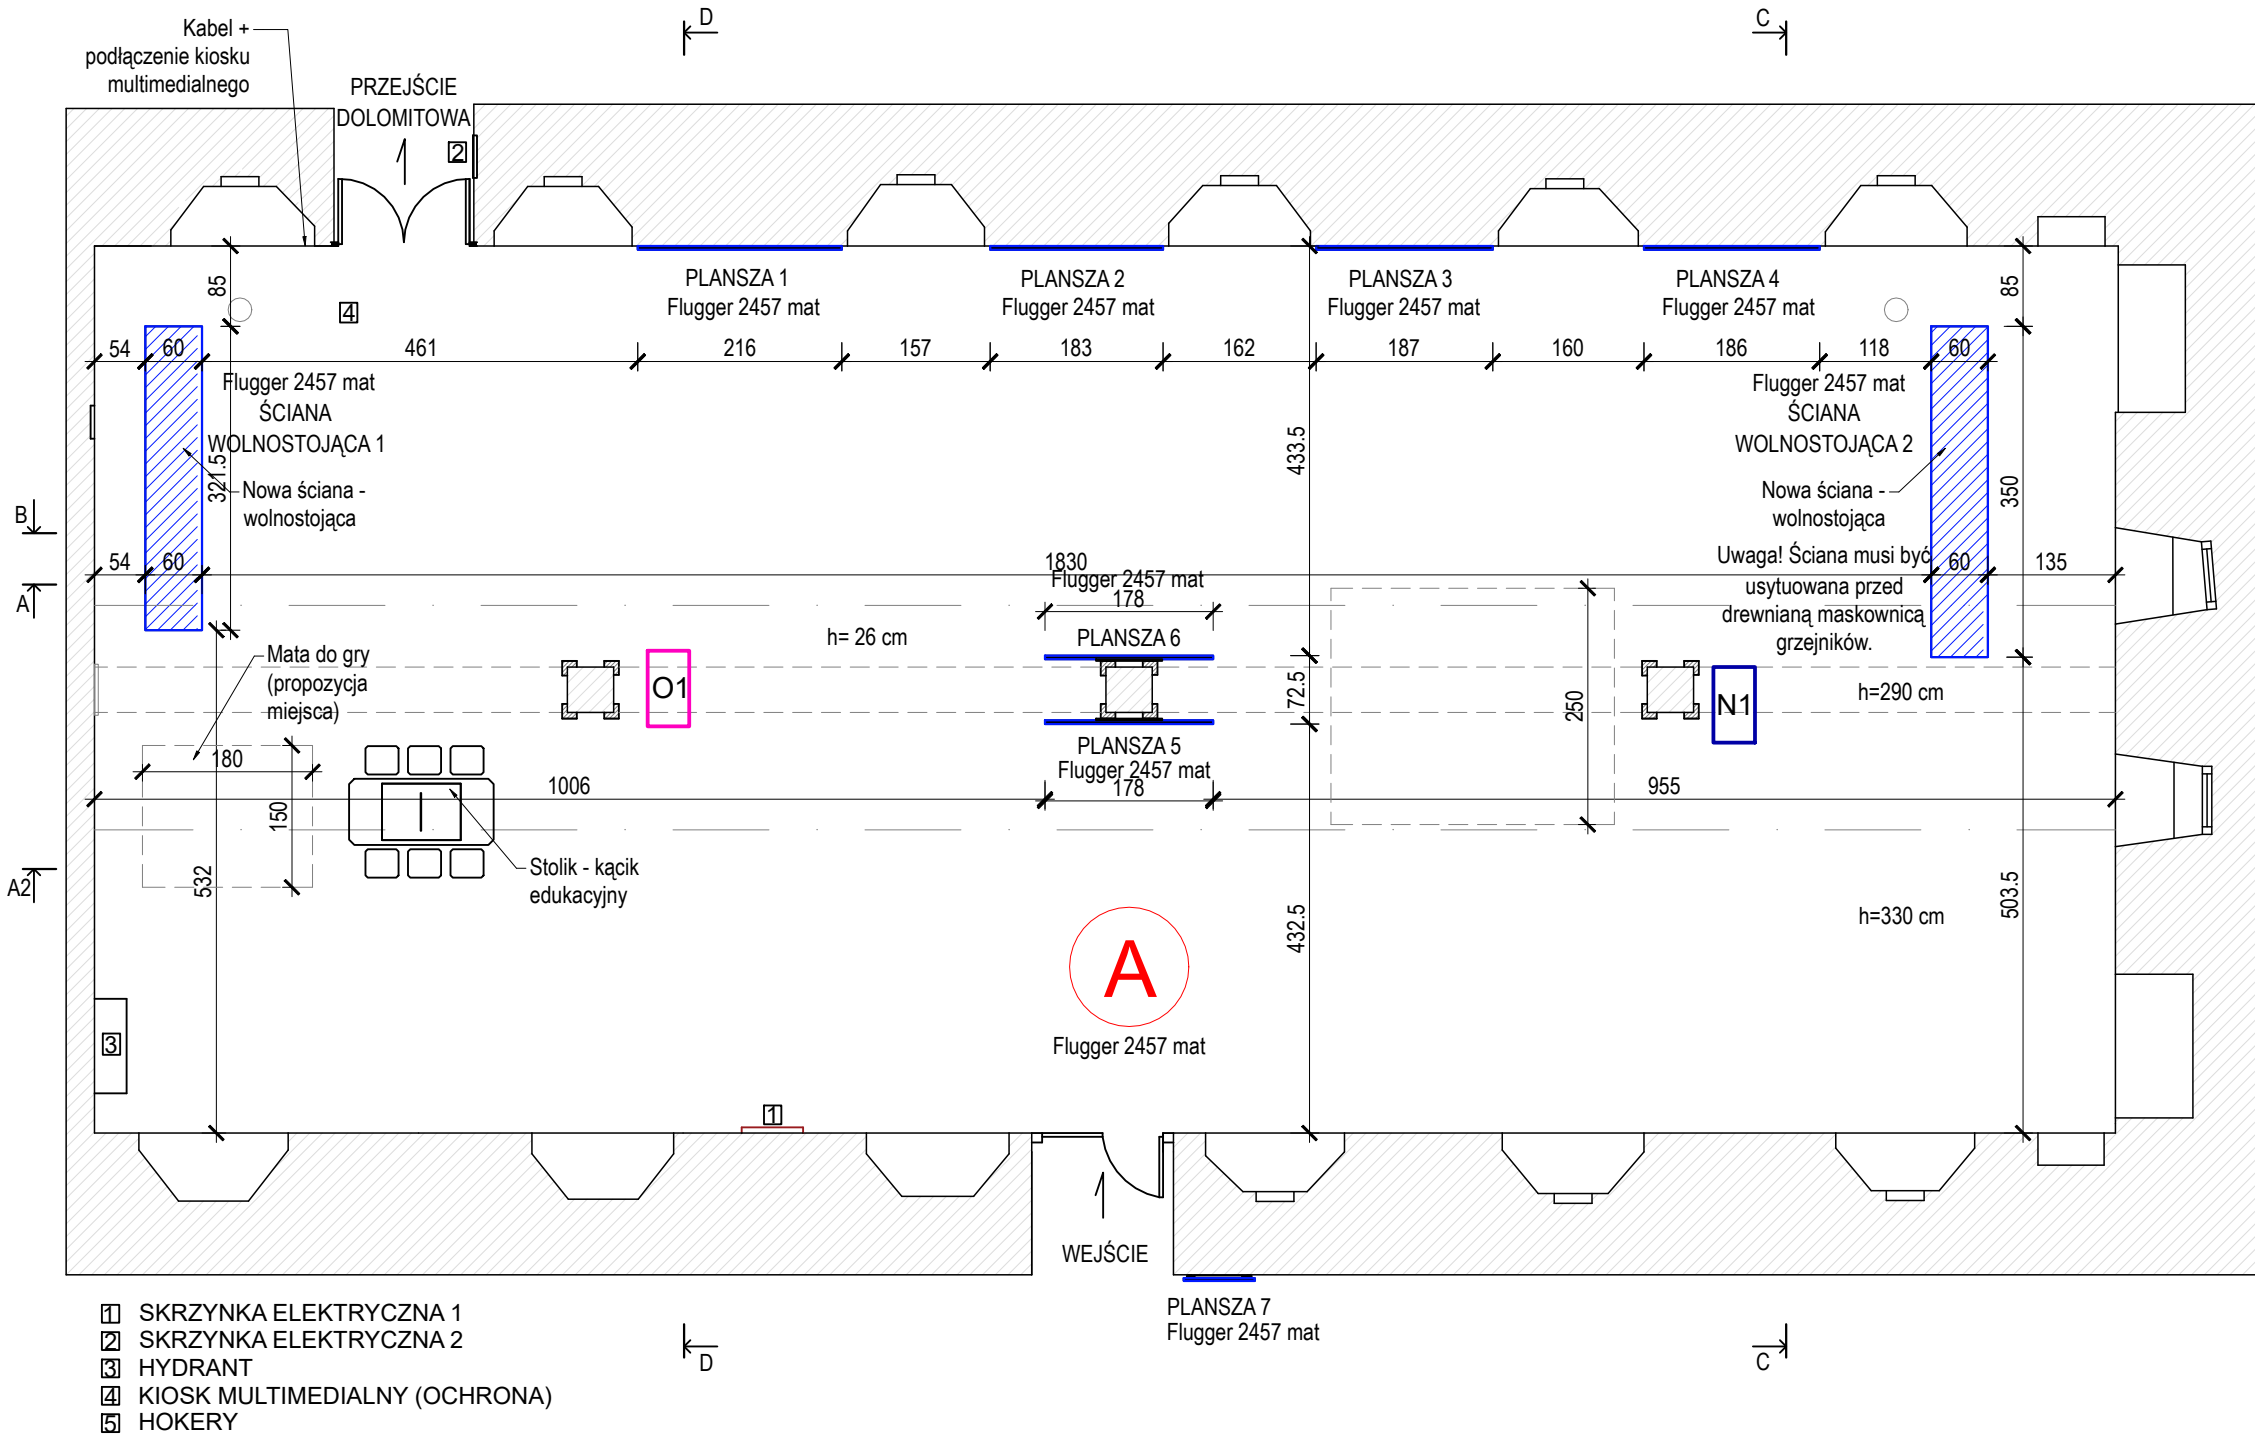 D
C
Kabel +
podłączenie kiosku
multimedialnego
PRZEJŚCIE
DOLOMITOWA
2
4
PLANSZA 1
Flugger 2457 mat
PLANSZA 2
Flugger 2457 mat
PLANSZA 3
Flugger 2457 mat
PLANSZA 4
Flugger 2457 mat
85
85
54
60
461
216
157
183
162
187
160
186
118
60
Flugger 2457 mat
ŚCIANA
WOLNOSTOJĄCA 1
Flugger 2457 mat
ŚCIANA
WOLNOSTOJĄCA 2
321.5
433.5
350
Nowa ściana -
wolnostojąca
Nowa ściana -
wolnostojąca
B
A
54
60
1830
60
135
Uwaga! Ściana musi być
usytuowana przed
drewnianą maskownicą
grzejników.
Flugger 2457 mat
178
PLANSZA 6
h= 26 cm
Mata do gry
(propozycja
miejsca)
O1
72.5
250
N1
h=290 cm
PLANSZA 5
Flugger 2457 mat
178
180
150
1006
955
532
Stolik - kącik
edukacyjny
A2
432.5
503.5
h=330 cm
A
Flugger 2457 mat
3
1
WEJŚCIE
PLANSZA 7
Flugger 2457 mat
1 SKRZYNKA ELEKTRYCZNA 1
2 SKRZYNKA ELEKTRYCZNA 2
3 HYDRANT
4 KIOSK MULTIMEDIALNY (OCHRONA)
5 HOKERY
D
C